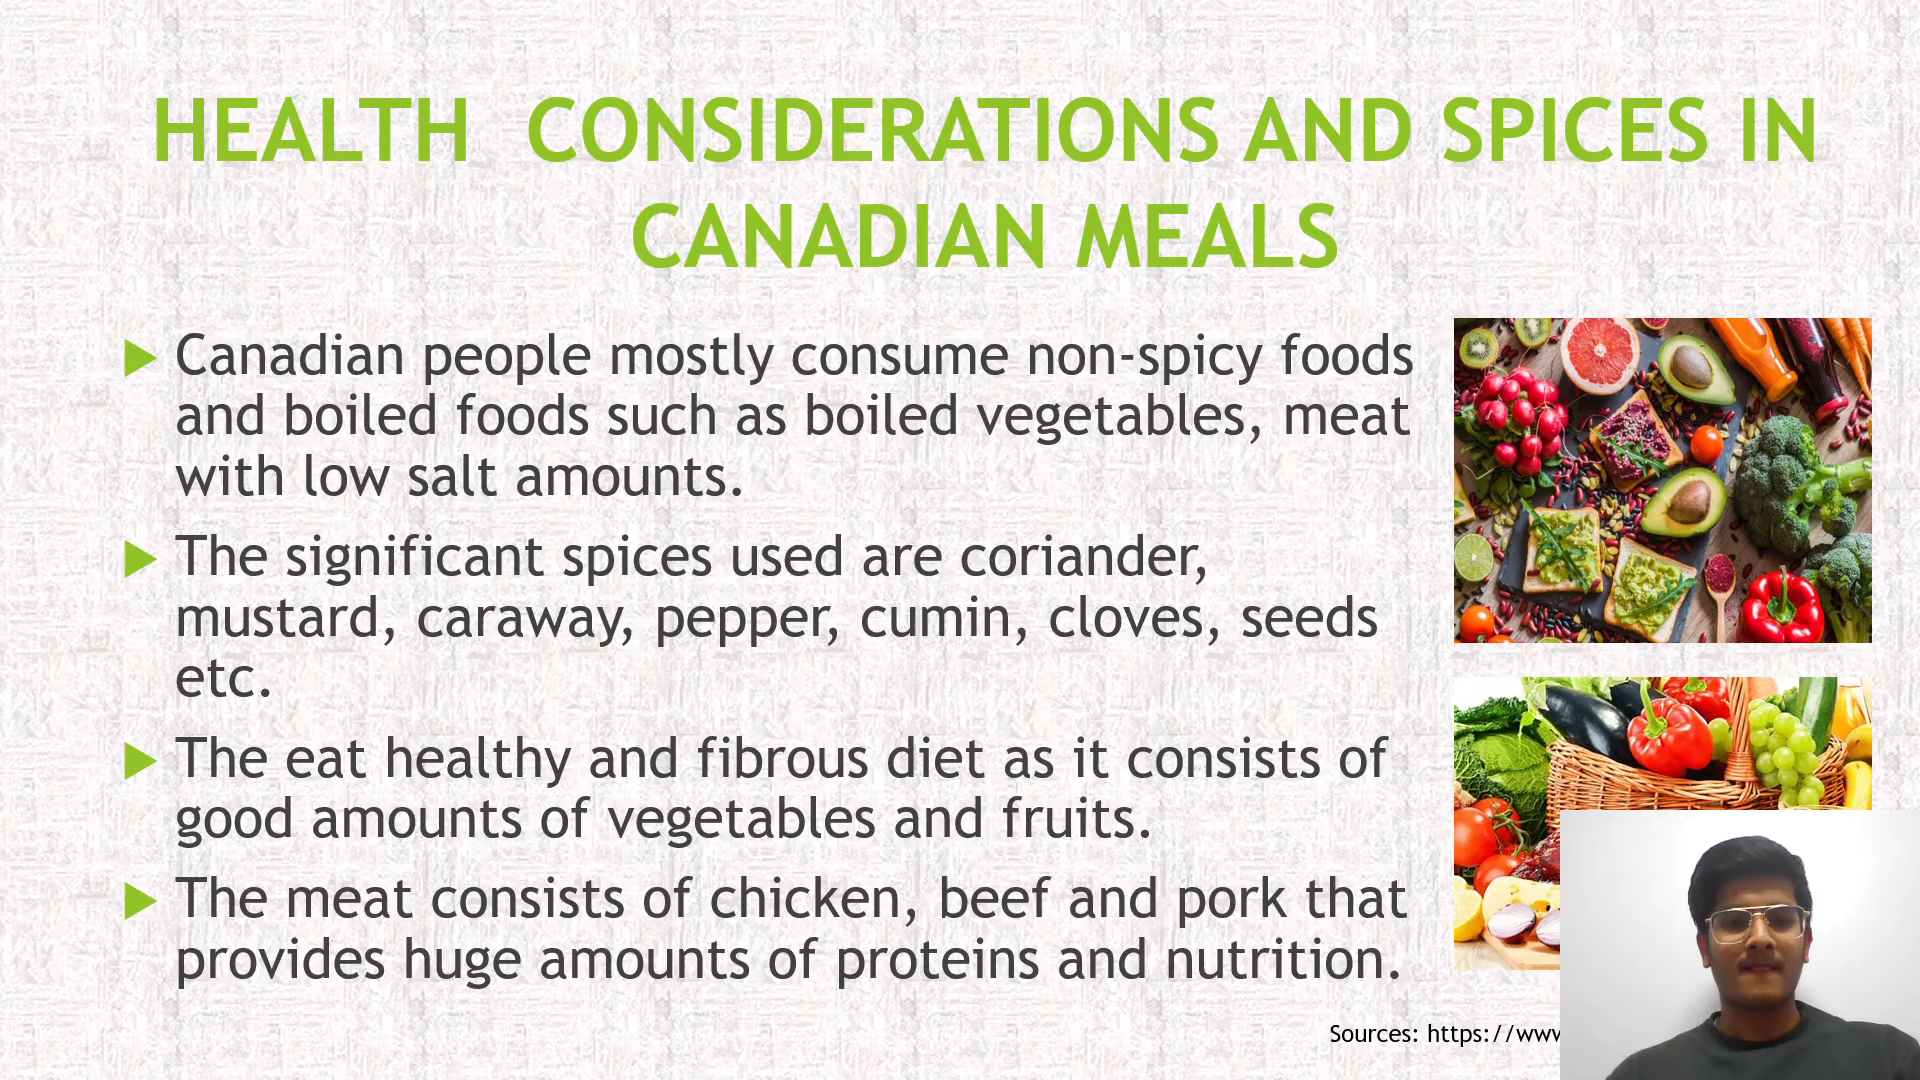 HEALTH CONSIDERATIONS AND SPICES IN
CANADIAN MEALS
Canadian people mostly consume non-spicy foods
and boiled foods such as boiled vegetables, meat
with low salt amounts.
The significant spices used are coriander,
mustard, caraway, pepper, cumin, cloves, seeds
etc.
The eat healthy and fibrous diet as it consists of
good amounts of vegetables and fruits.
The meat consists of chicken, beef and pork that
provides huge amounts of proteins and nutrition.
Sources: https://www